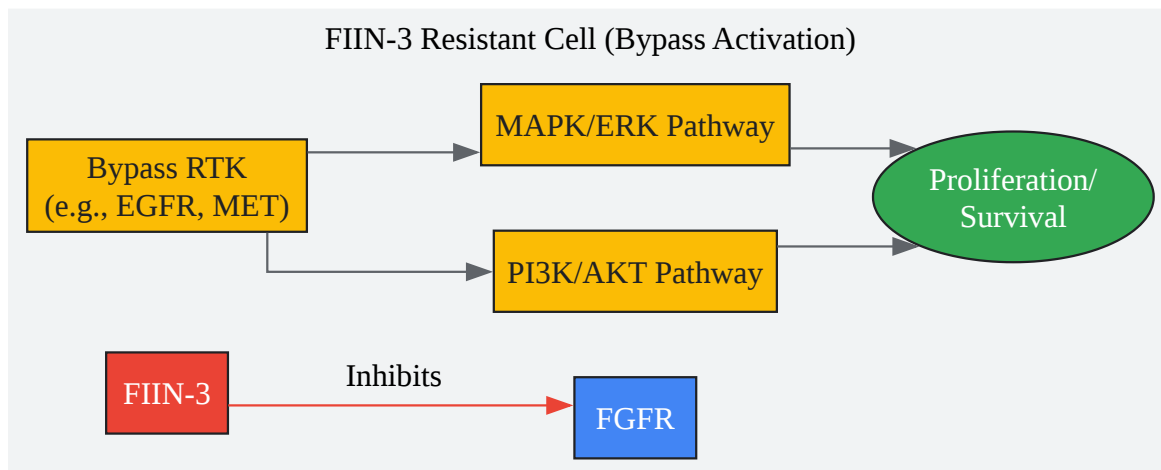 FIIN-3 Resistant Cell (Bypass Activation)
Bypass RTK
(e.g., EGFR, MET)
MAPK/ERK Pathway
PI3K/AKT Pathway
Proliferation/
Survival
FIIN-3
Inhibits
FGFR